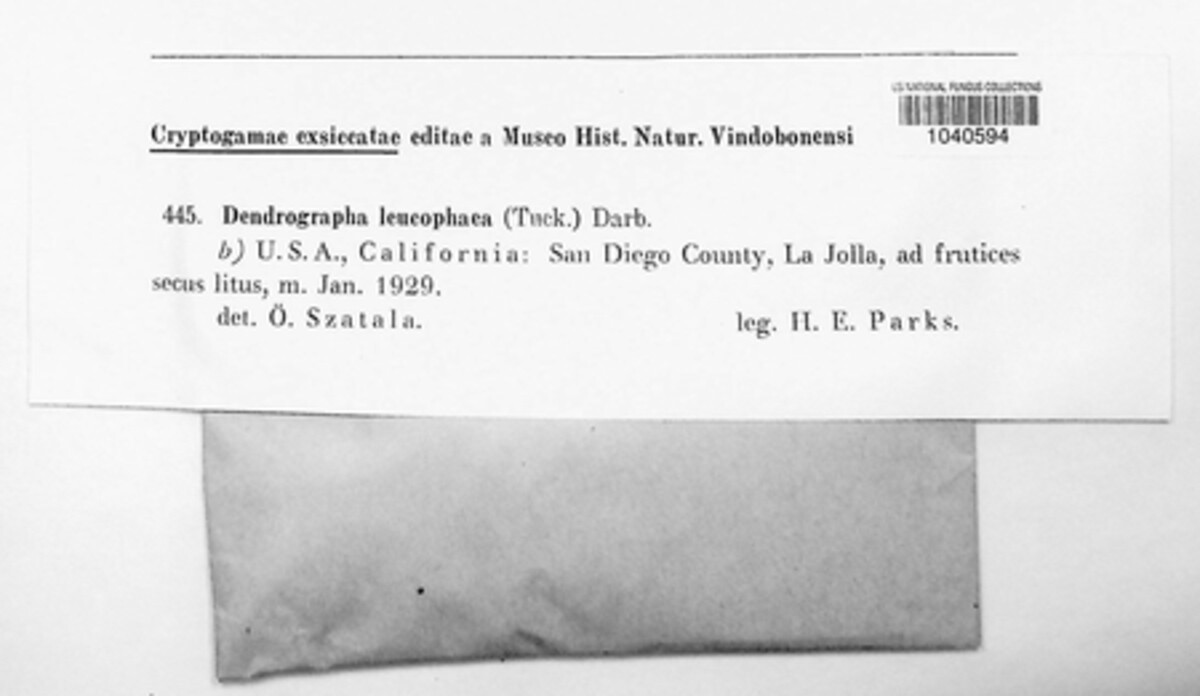 U.S. NATIONAL FUNGUS COLLECTIONS
1040594
Cryptogamae exsiccatae editae a Museo Hist. Natur. Vindobonensi
445. Dendrographa leucophaea (Tuck.) Darb.
b) U.S.A., California: San Diego County, La Jolla, ad frutices
secus litus, m. Jan. 1929.
det. Ö. Szatala. leg. H. E. Parks.